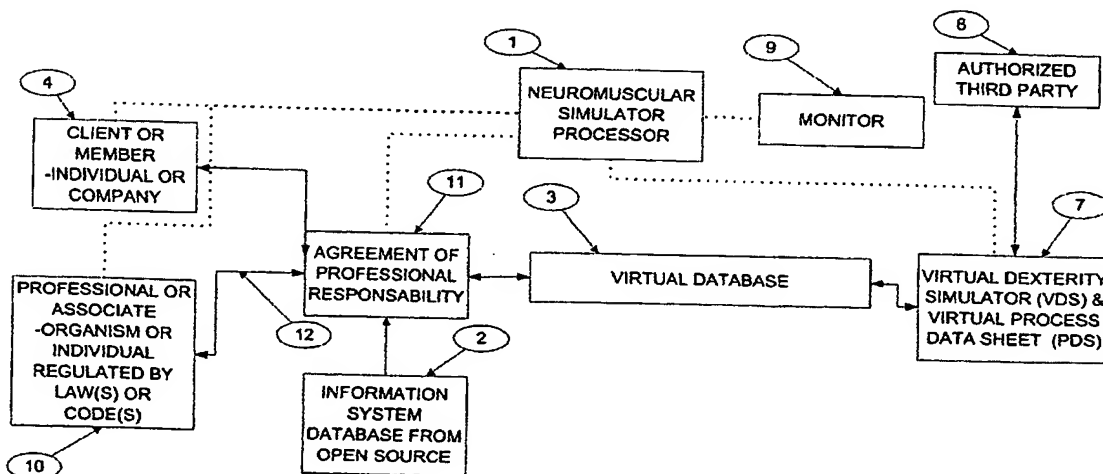 8
1
9
AUTHORIZED
THIRD PARTY
4
NEUROMUSCULAR
SIMULATOR
PROCESSOR
MONITOR
CLIENT OR
MEMBER
-INDIVIDUAL OR
COMPANY
11
3
7
AGREEMENT OF
PROFESSIONAL
RESPONSABILITY
VIRTUAL DATABASE
VIRTUAL DEXTERITY
SIMULATOR (VDS) &
VIRTUAL PROCESS
DATA SHEET (PDS)
PROFESSIONAL OR
ASSOCIATE
-ORGANISM OR
INDIVIDUAL
REGULATED BY
LAW(S) OR
CODE(S)
12
2
INFORMATION
SYSTEM
DATABASE FROM
OPEN SOURCE
10